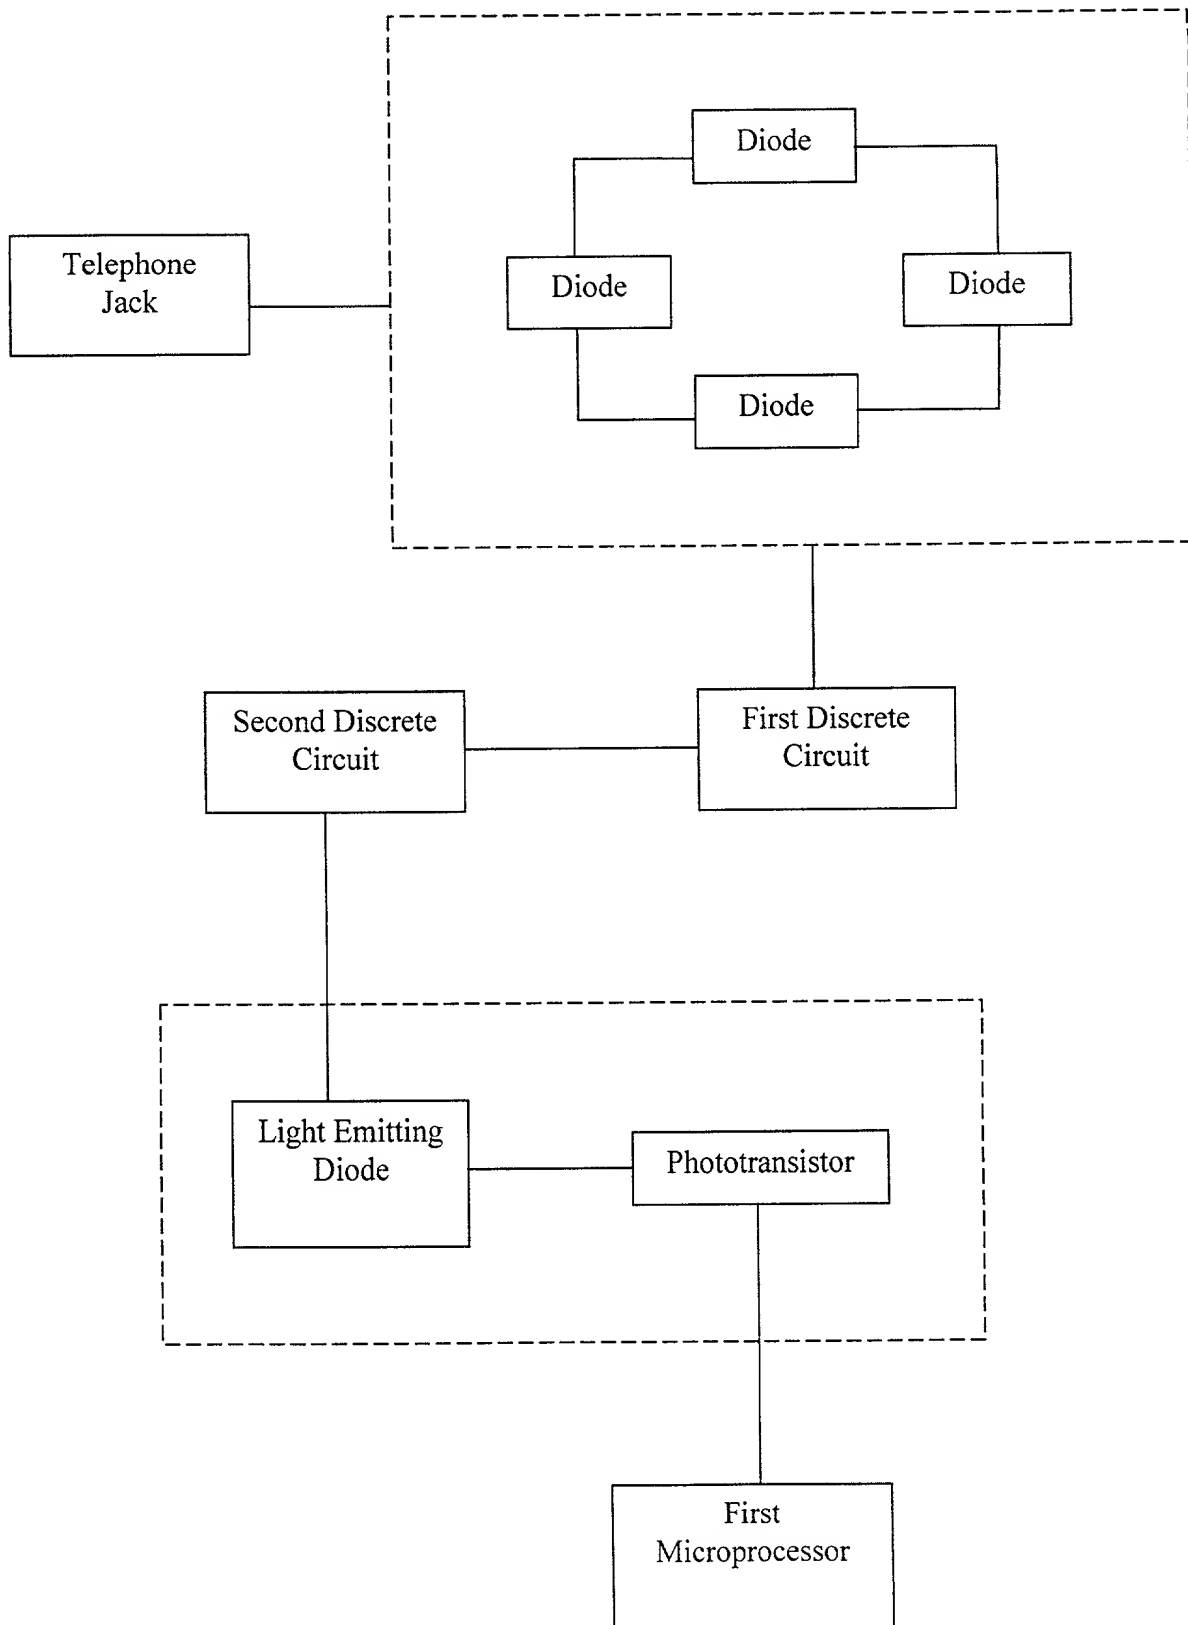 Diode
Telephone
Jack
Diode
Diode
Diode
Second Discrete
Circuit
First Discrete
Circuit
Light Emitting
Diode
Phototransistor
First
Microprocessor